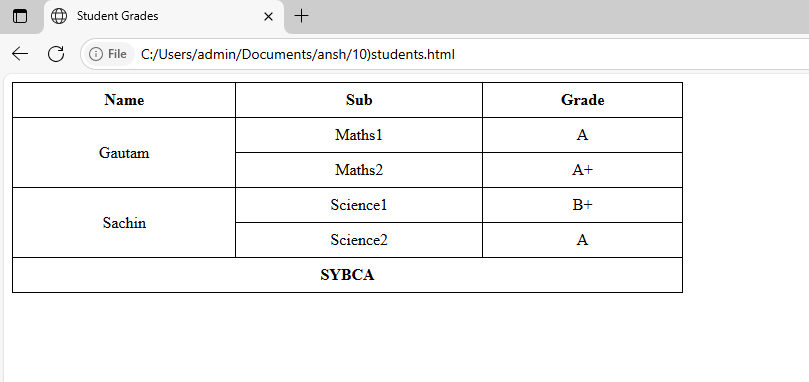 Student Grades
File C:/Users/admin/Documents/ansh/10)students.html
Name Sub Grade
Gautam Maths1 A
Maths2 A+
Sachin Science1 B+
Science2 A
SYBCA